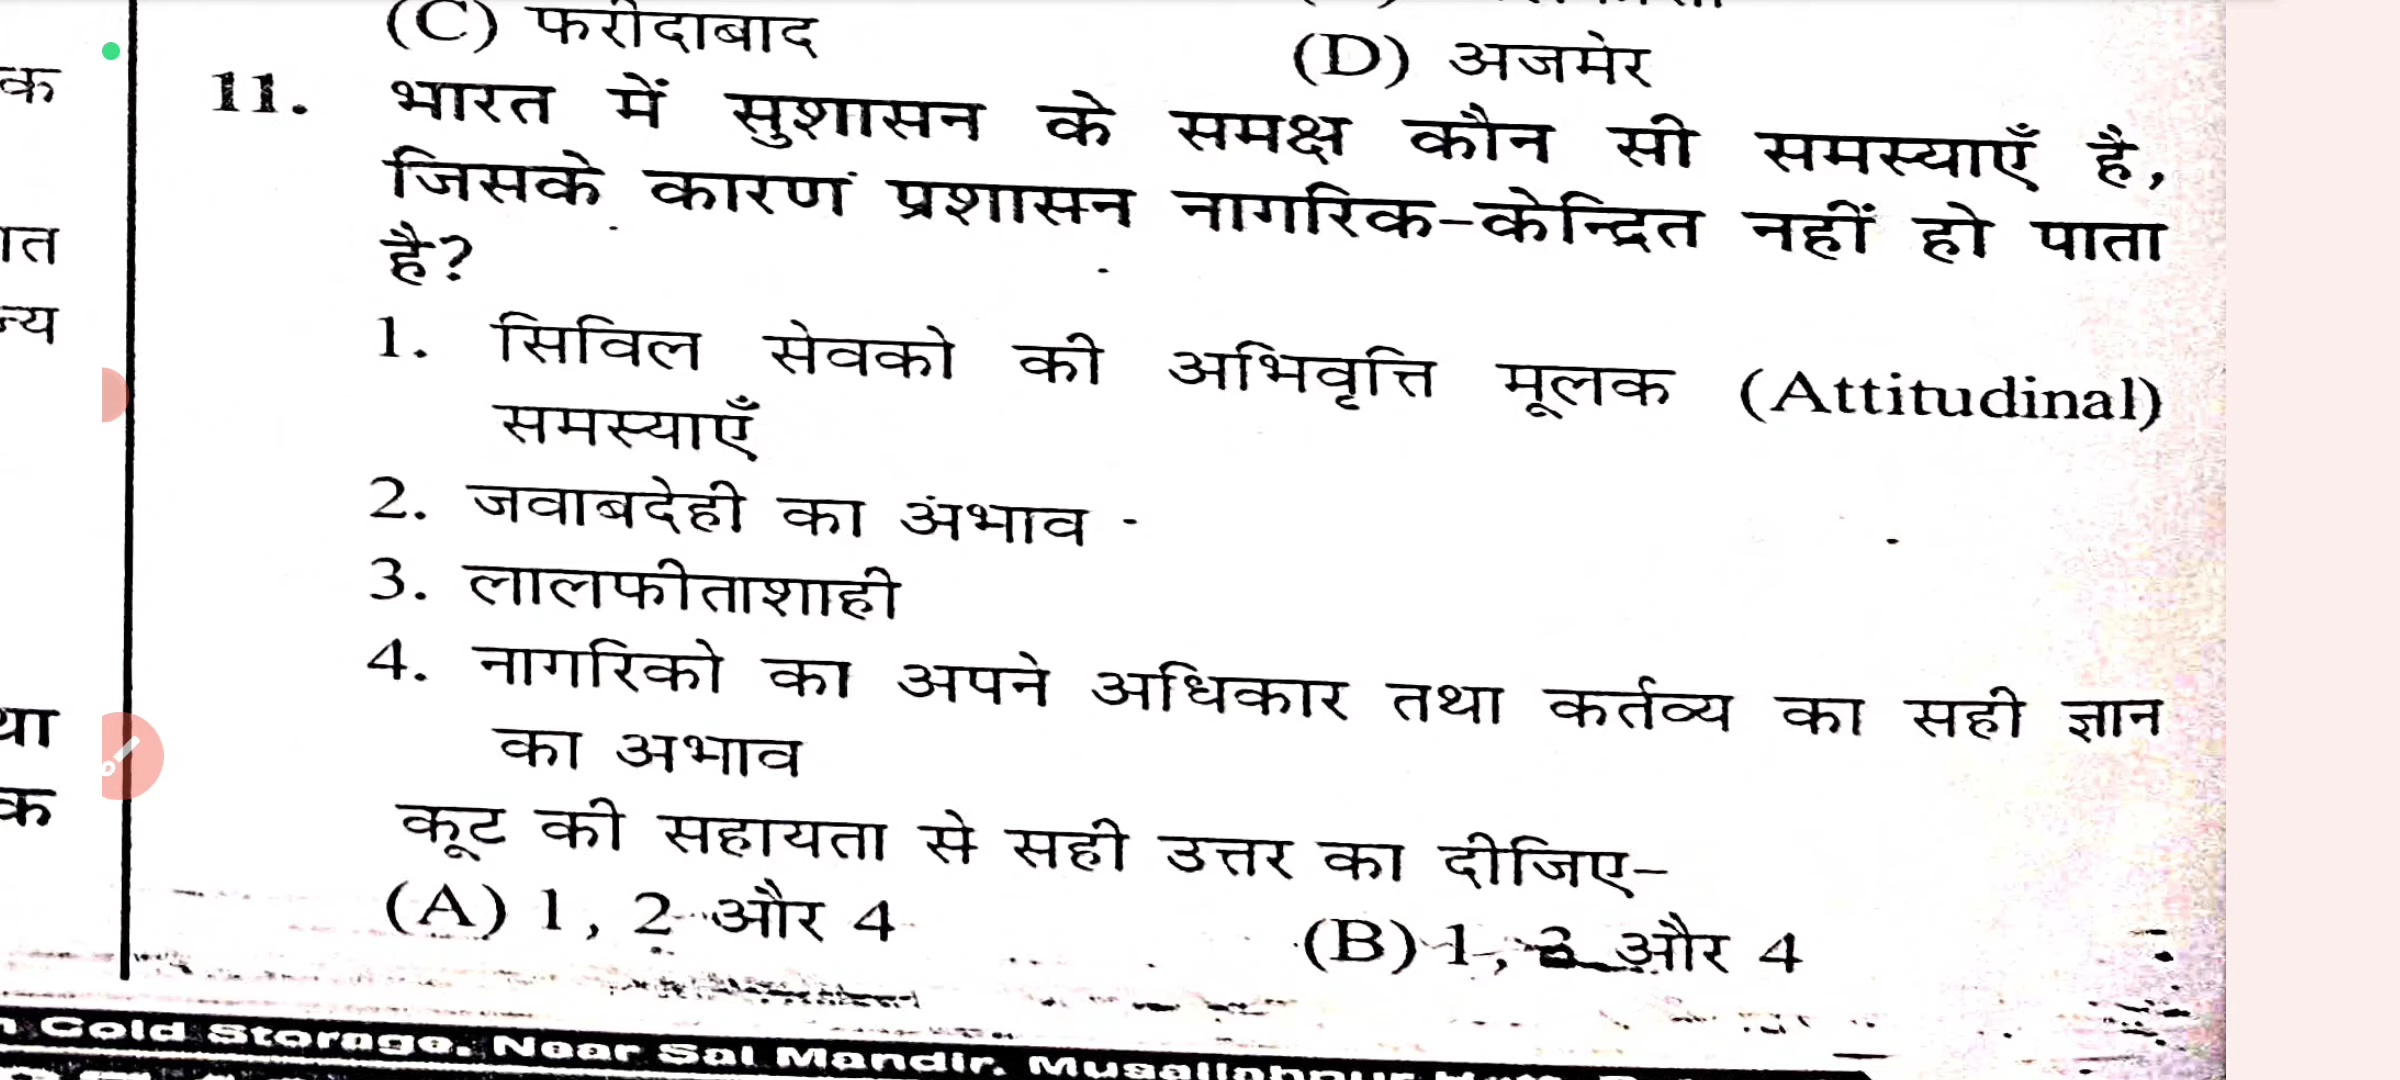 (C) फरीदाबाद
(D) अजमेर
क
11. भारत में सुशासन के समक्ष कौन सी समस्याएँ है,
जिसके कारण प्रशासन नागरिक-केन्द्रित नहीं हो पाता
है?
1. सिविल सेवको की अभिवृत्ति मूलक (Attitudinal)
समस्याएँ
2. जवाबदेही का अंभाव
3. लालफीताशाही
4. नागरिको का अपने अधिकार तथा कर्तव्य का सही ज्ञान
का अभाव
कूट की सहायता से सही उत्तर का दीजिए-
(A) 1, 2 और 4
(B) 1, 3 और 4
Cold Storage, Near Sai Mandir,